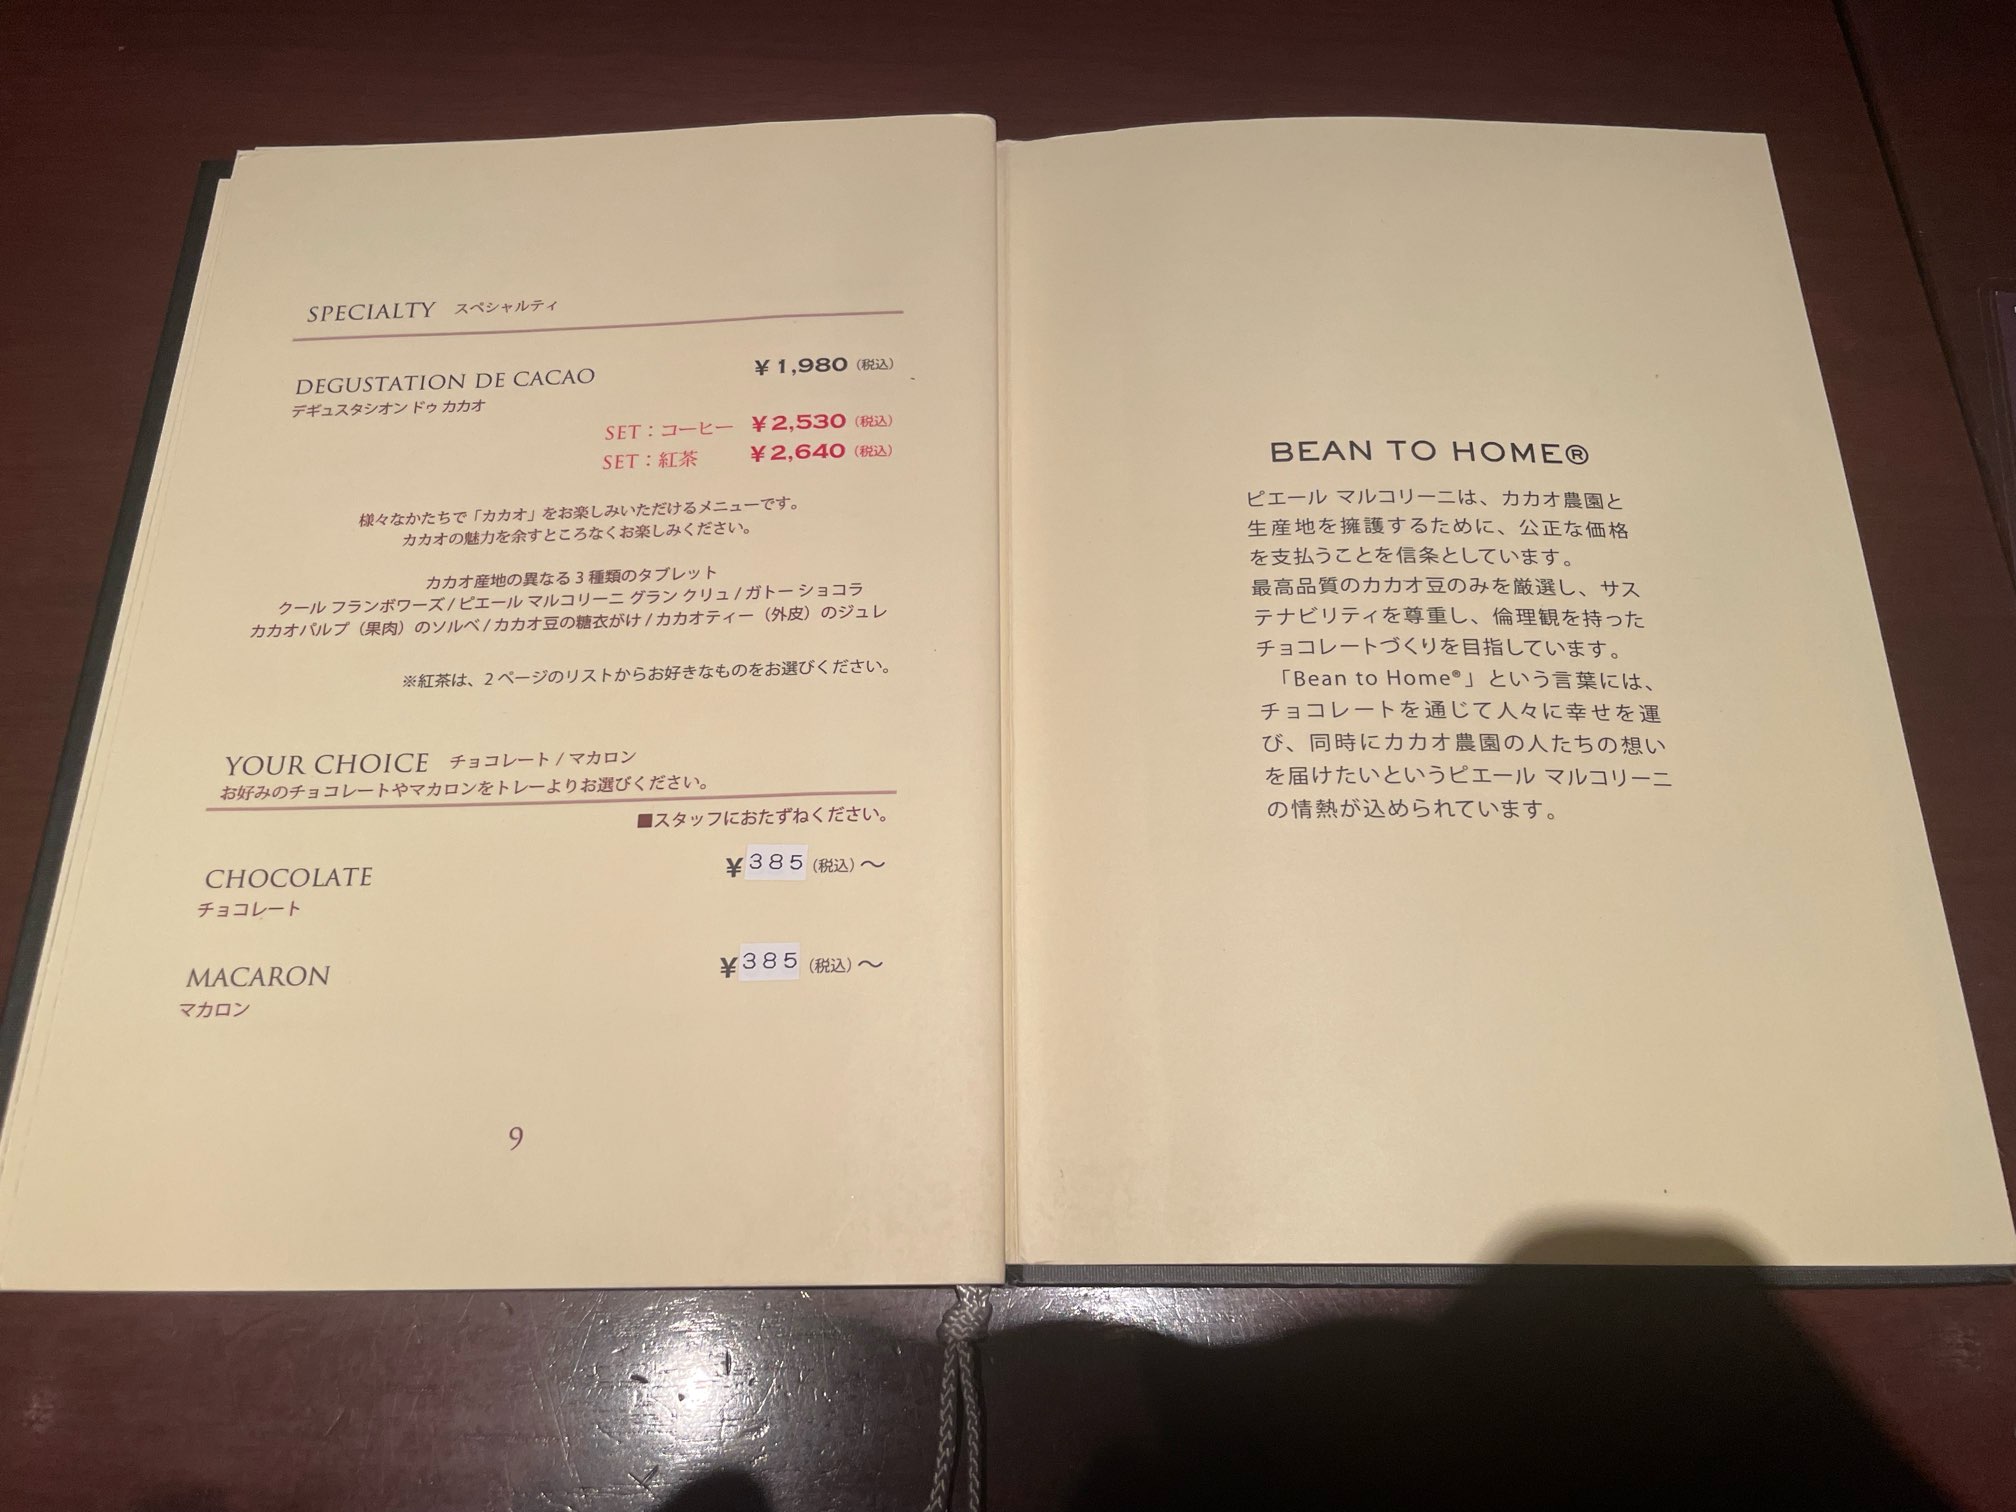 SPECIALTY スペシャルティ
DEGUSTATION DE CACAO ¥1,980（税込）
デギュスタシオン ドゥ カカオ
SET：コーヒー ¥2,530（税込）
SET：紅茶 ¥2,640（税込）
様々なかたちで「カカオ」をお楽しみいただけるメニューです。
カカオの魅力を余すところなくお楽しみください。
カカオ産地の異なる3種類のタブレット
クール フランボワーズ / ピエール マルコリーニ グラン クリュ / ガトー ショコラ
カカオパルプ（果肉）のソルベ / カカオ豆の糖衣がけ / カカオティー（外皮）のジュレ
※紅茶は、2ページのリストからお好きなものをお選びください。
YOUR CHOICE チョコレート / マカロン
お好みのチョコレートやマカロンをトレーよりお選びください。
■スタッフにおたずねください。
CHOCOLATE ¥385（税込）～
チョコレート
MACARON ¥385（税込）～
マカロン
9
BEAN TO HOME®
ピエール マルコリーニは、カカオ農園と
生産地を擁護するために、公正な価格
を支払うことを信条としています。
最高品質のカカオ豆のみを厳選し、サス
テナビリティを尊重し、倫理観を持った
チョコレートづくりを目指しています。
「Bean to Home®」という言葉には、
チョコレートを通じて人々に幸せを運
び、同時にカカオ農園の人たちの想い
を届けたいというピエール マルコリーニ
の情熱が込められています。